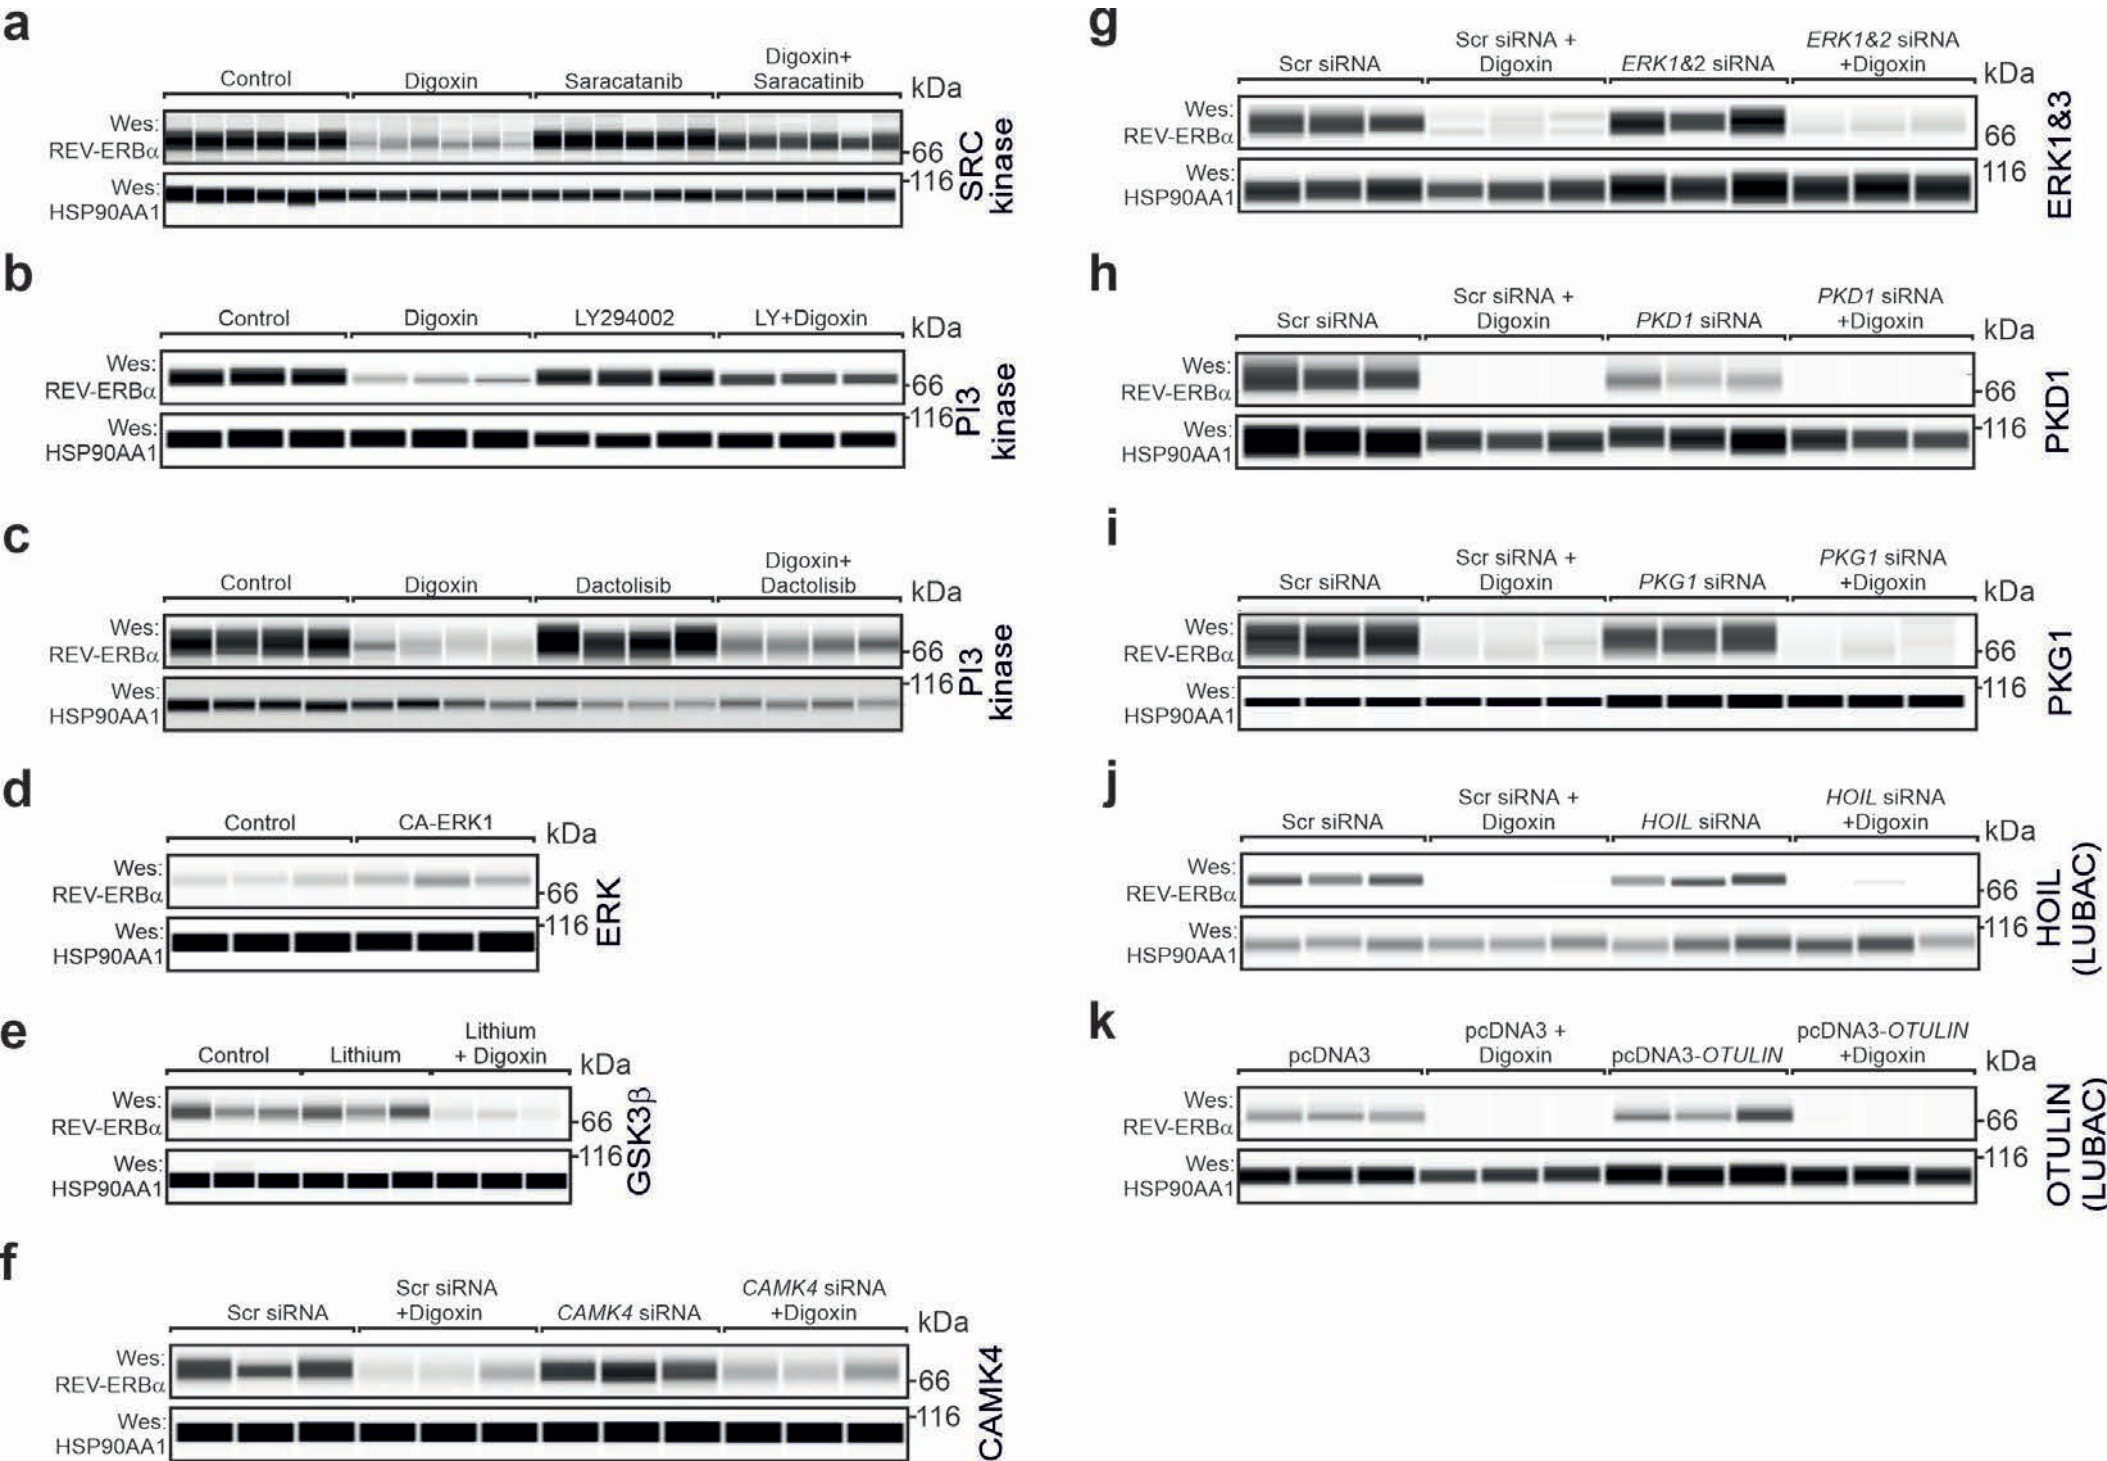 a
Control
Digoxin
Saracatanib
Digoxin+
Saracatinib
kDa
Wes:
REV-ERBα
66
Wes:
HSP90AA1
116
SRC
kinase
b
Control
Digoxin
LY294002
LY+Digoxin
kDa
Wes:
REV-ERBα
66
Wes:
HSP90AA1
116
PI3
kinase
c
Control
Digoxin
Dactolisib
Digoxin+
Dactolisib
kDa
Wes:
REV-ERBα
66
Wes:
HSP90AA1
116
PI3
kinase
d
Control
CA-ERK1
kDa
Wes:
REV-ERBα
66
Wes:
HSP90AA1
116
ERK
e
Control
Lithium
Lithium
+ Digoxin
kDa
Wes:
REV-ERBα
66
Wes:
HSP90AA1
116
GSK3β
f
Scr siRNA
Scr siRNA
+Digoxin
CAMK4 siRNA
CAMK4 siRNA
+Digoxin
kDa
Wes:
REV-ERBα
66
Wes:
HSP90AA1
116
CAMK4
g
Scr siRNA
Scr siRNA +
Digoxin
ERK1&2 siRNA
ERK1&2 siRNA
+Digoxin
kDa
Wes:
REV-ERBα
66
Wes:
HSP90AA1
116
ERK1&3
h
Scr siRNA
Scr siRNA +
Digoxin
PKD1 siRNA
PKD1 siRNA
+Digoxin
kDa
Wes:
REV-ERBα
66
Wes:
HSP90AA1
116
PKD1
i
Scr siRNA
Scr siRNA +
Digoxin
PKG1 siRNA
PKG1 siRNA
+Digoxin
kDa
Wes:
REV-ERBα
66
Wes:
HSP90AA1
116
PKG1
j
Scr siRNA
Scr siRNA +
Digoxin
HOIL siRNA
HOIL siRNA
+Digoxin
kDa
Wes:
REV-ERBα
66
Wes:
HSP90AA1
116
HOIL
(LUBAC)
k
pcDNA3
pcDNA3 +
Digoxin
pcDNA3-OTULIN
pcDNA3-OTULIN
+Digoxin
kDa
Wes:
REV-ERBα
66
Wes:
HSP90AA1
116
OTULIN
(LUBAC)